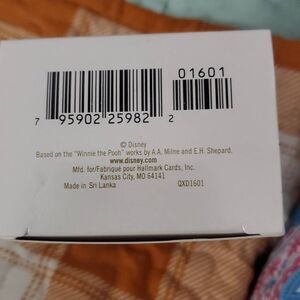 01601
7 95902 25982 2
© Disney
Based on the "Winnie the Pooh" works by A.A. Milne and E.H. Shepard.
www.disney.com
Mfd. for/Fabriqué pour Hallmark Cards, Inc.
Kansas City, MO 64141
Made in Sri Lanka QXD1601